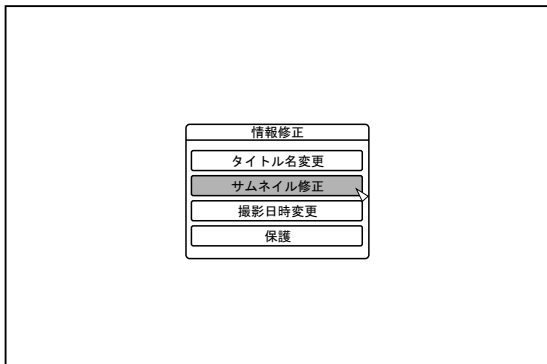 情報修正
タイトル名変更
サムネイル修正
撮影日時変更
保護